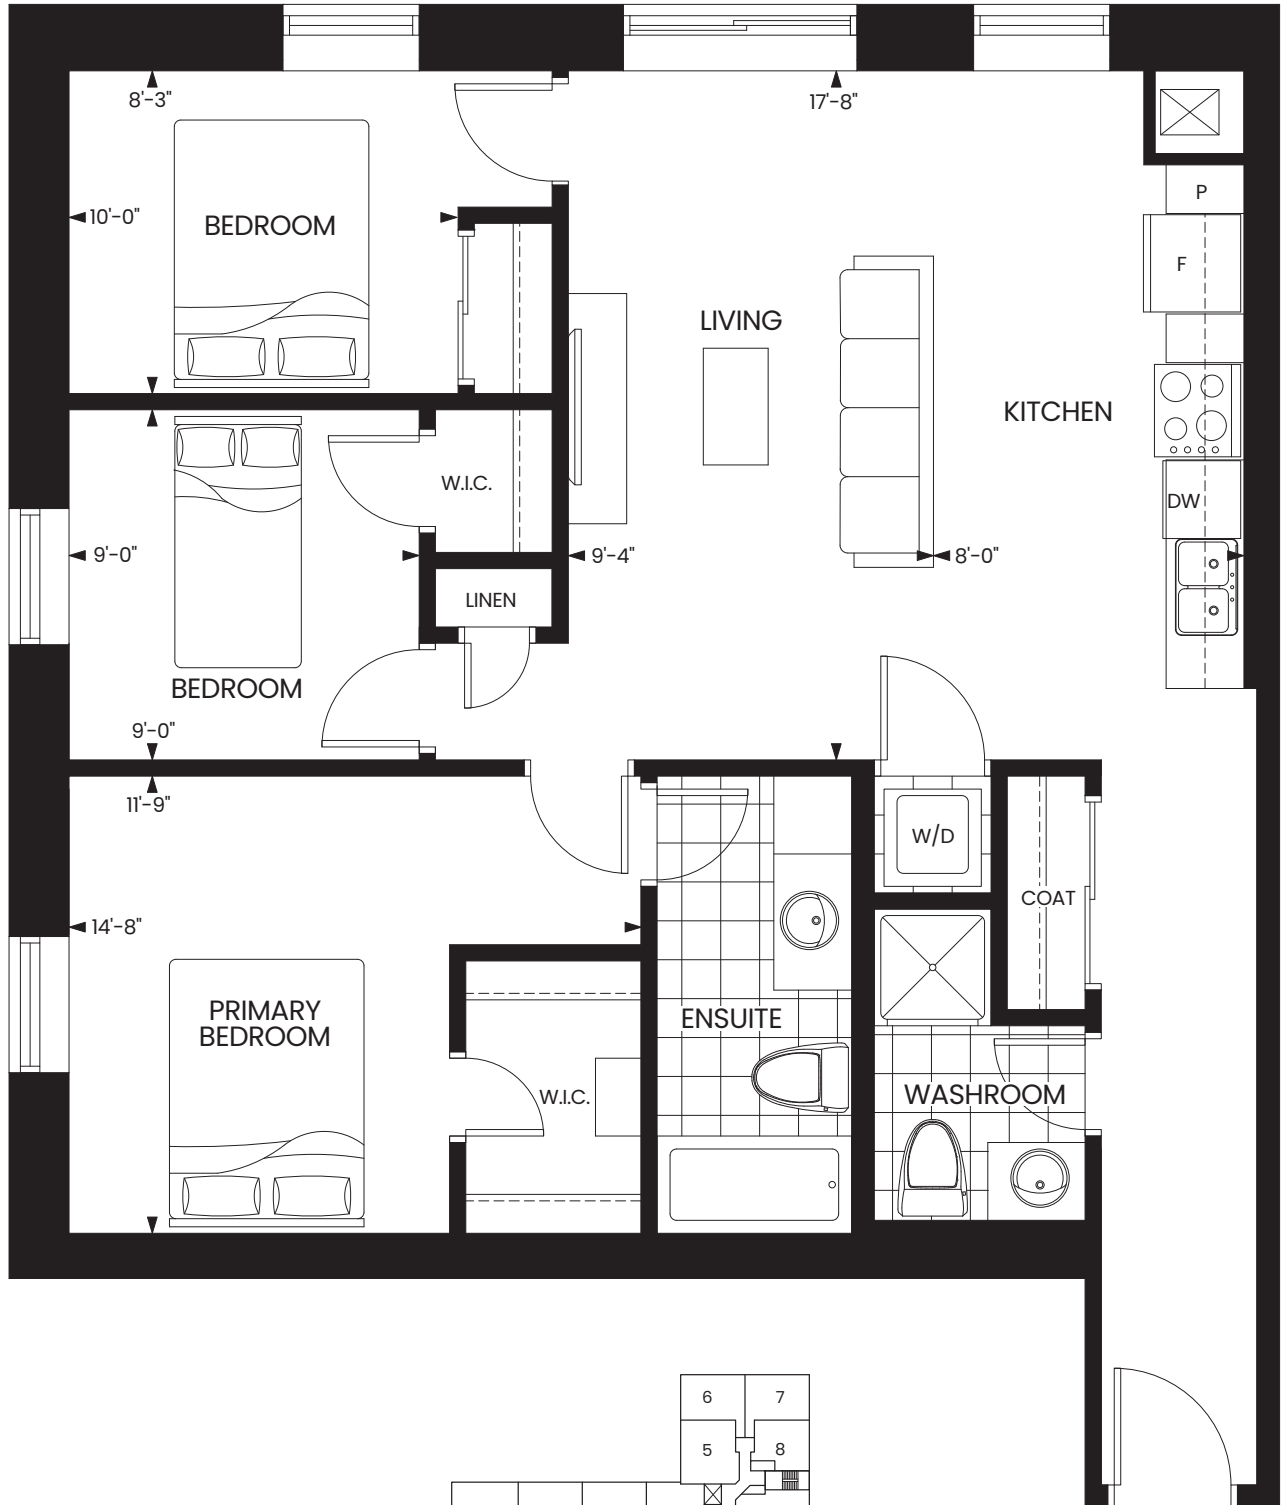 8'-3"
17'-8"
P
10'-0"
BEDROOM
F
LIVING
KITCHEN
W.I.C.
DW
9'-0"
9'-4"
8'-0"
LINEN
BEDROOM
9'-0"
11'-9"
W/D
COAT
14'-8"
PRIMARY
BEDROOM
ENSUITE
W.I.C.
WASHROOM
6
7
5
8